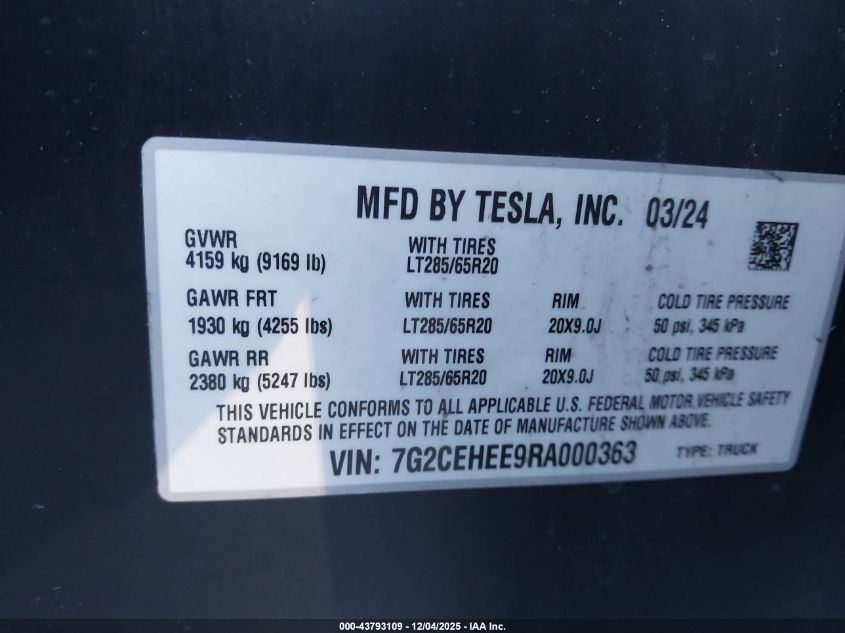 MFD BY TESLA, INC. 03/24
GVWR WITH TIRES
4159 kg (9169 lb) LT285/65R20
GAWR FRT WITH TIRES RIM COLD TIRE PRESSURE
1930 kg (4255 lbs) LT285/65R20 20X9.0J 50 psi, 345 kPa
GAWR RR WITH TIRES RIM COLD TIRE PRESSURE
2380 kg (5247 lbs) LT285/65R20 20X9.0J 50 psi, 345 kPa
THIS VEHICLE CONFORMS TO ALL APPLICABLE U.S. FEDERAL MOTOR VEHICLE SAFETY
STANDARDS IN EFFECT ON THE DATE OF MANUFACTURE SHOWN ABOVE.
VIN: 7G2CEHEE9RA000363 TYPE: TRUCK
000-43793109 - 12/04/2025 - IAA Inc.